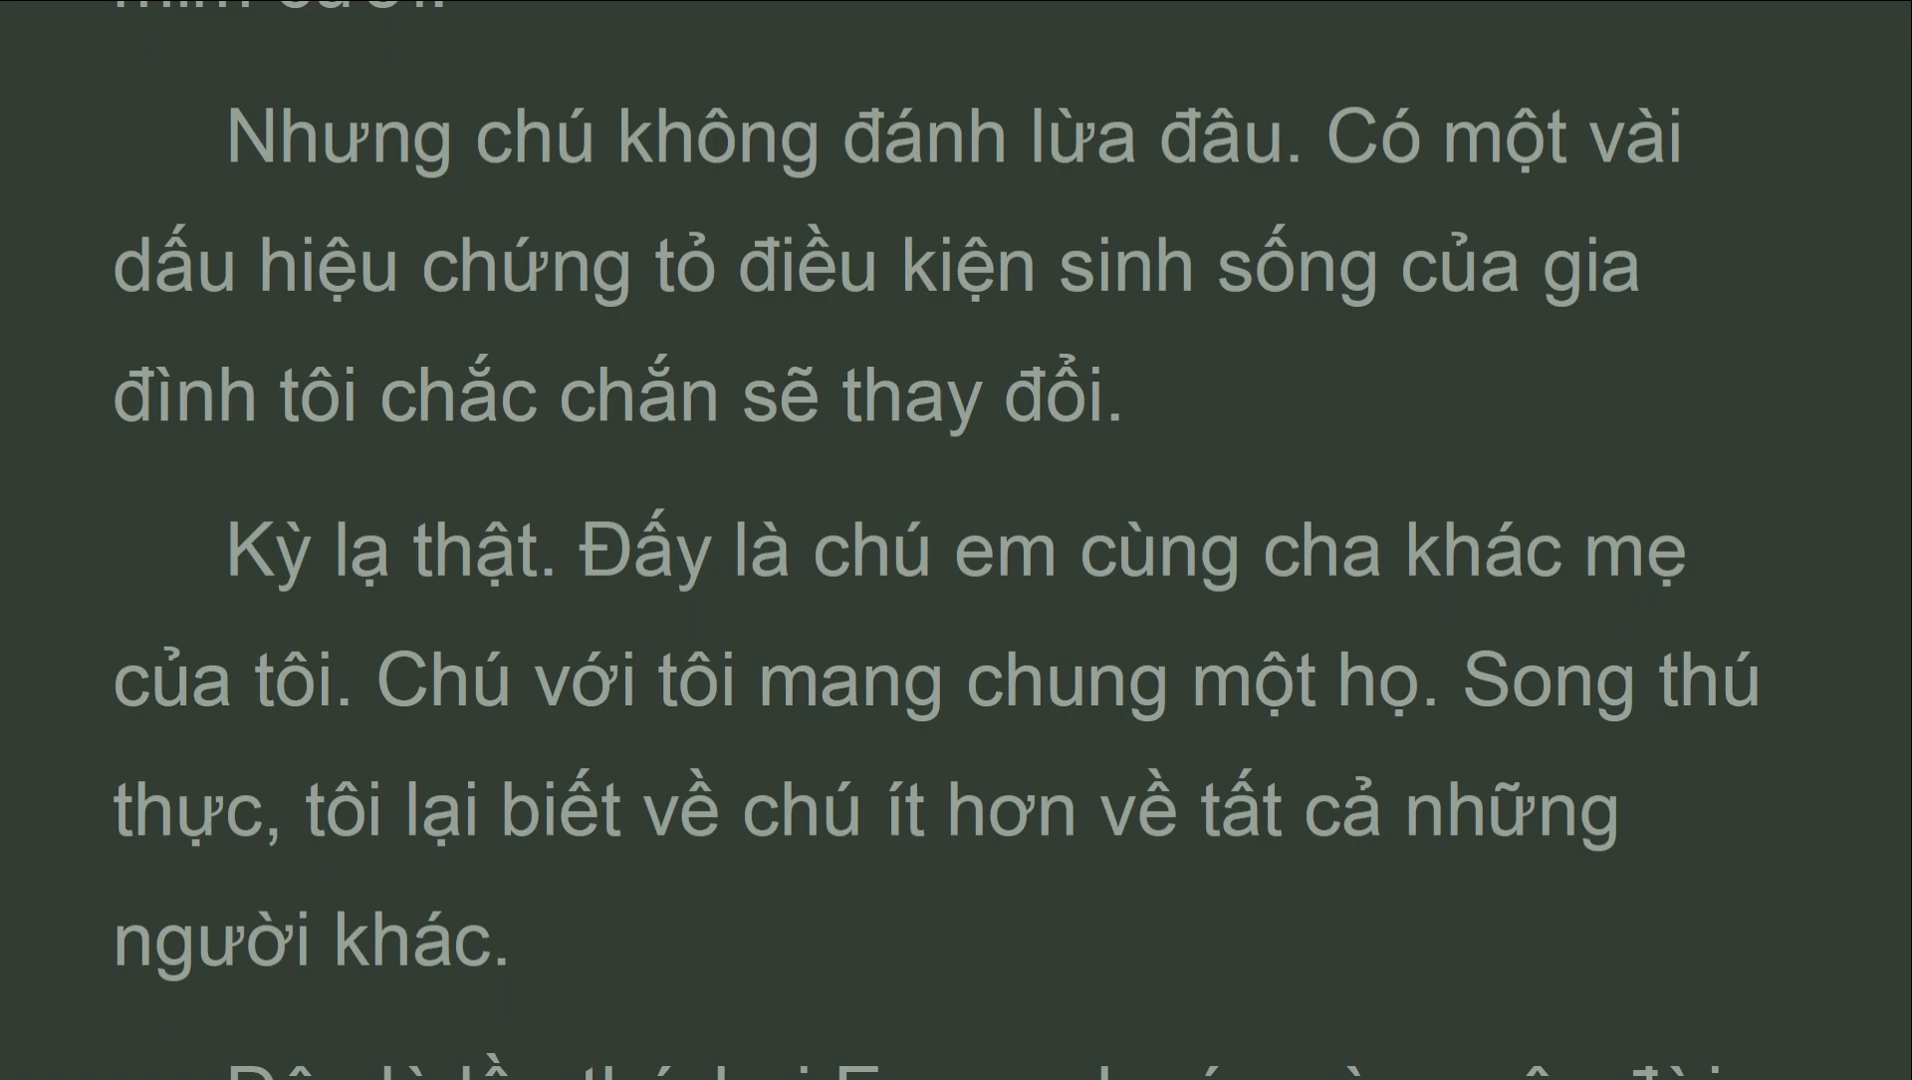 Nhưng chú không đánh lừa đâu. Có một vài
dấu hiệu chứng tỏ điều kiện sinh sống của gia
đình tôi chắc chắn sẽ thay đổi.
Kỳ lạ thật. Đấy là chú em cùng cha khác mẹ
của tôi. Chú với tôi mang chung một họ. Song thú
thực, tôi lại biết về chú ít hơn về tất cả những
người khác.